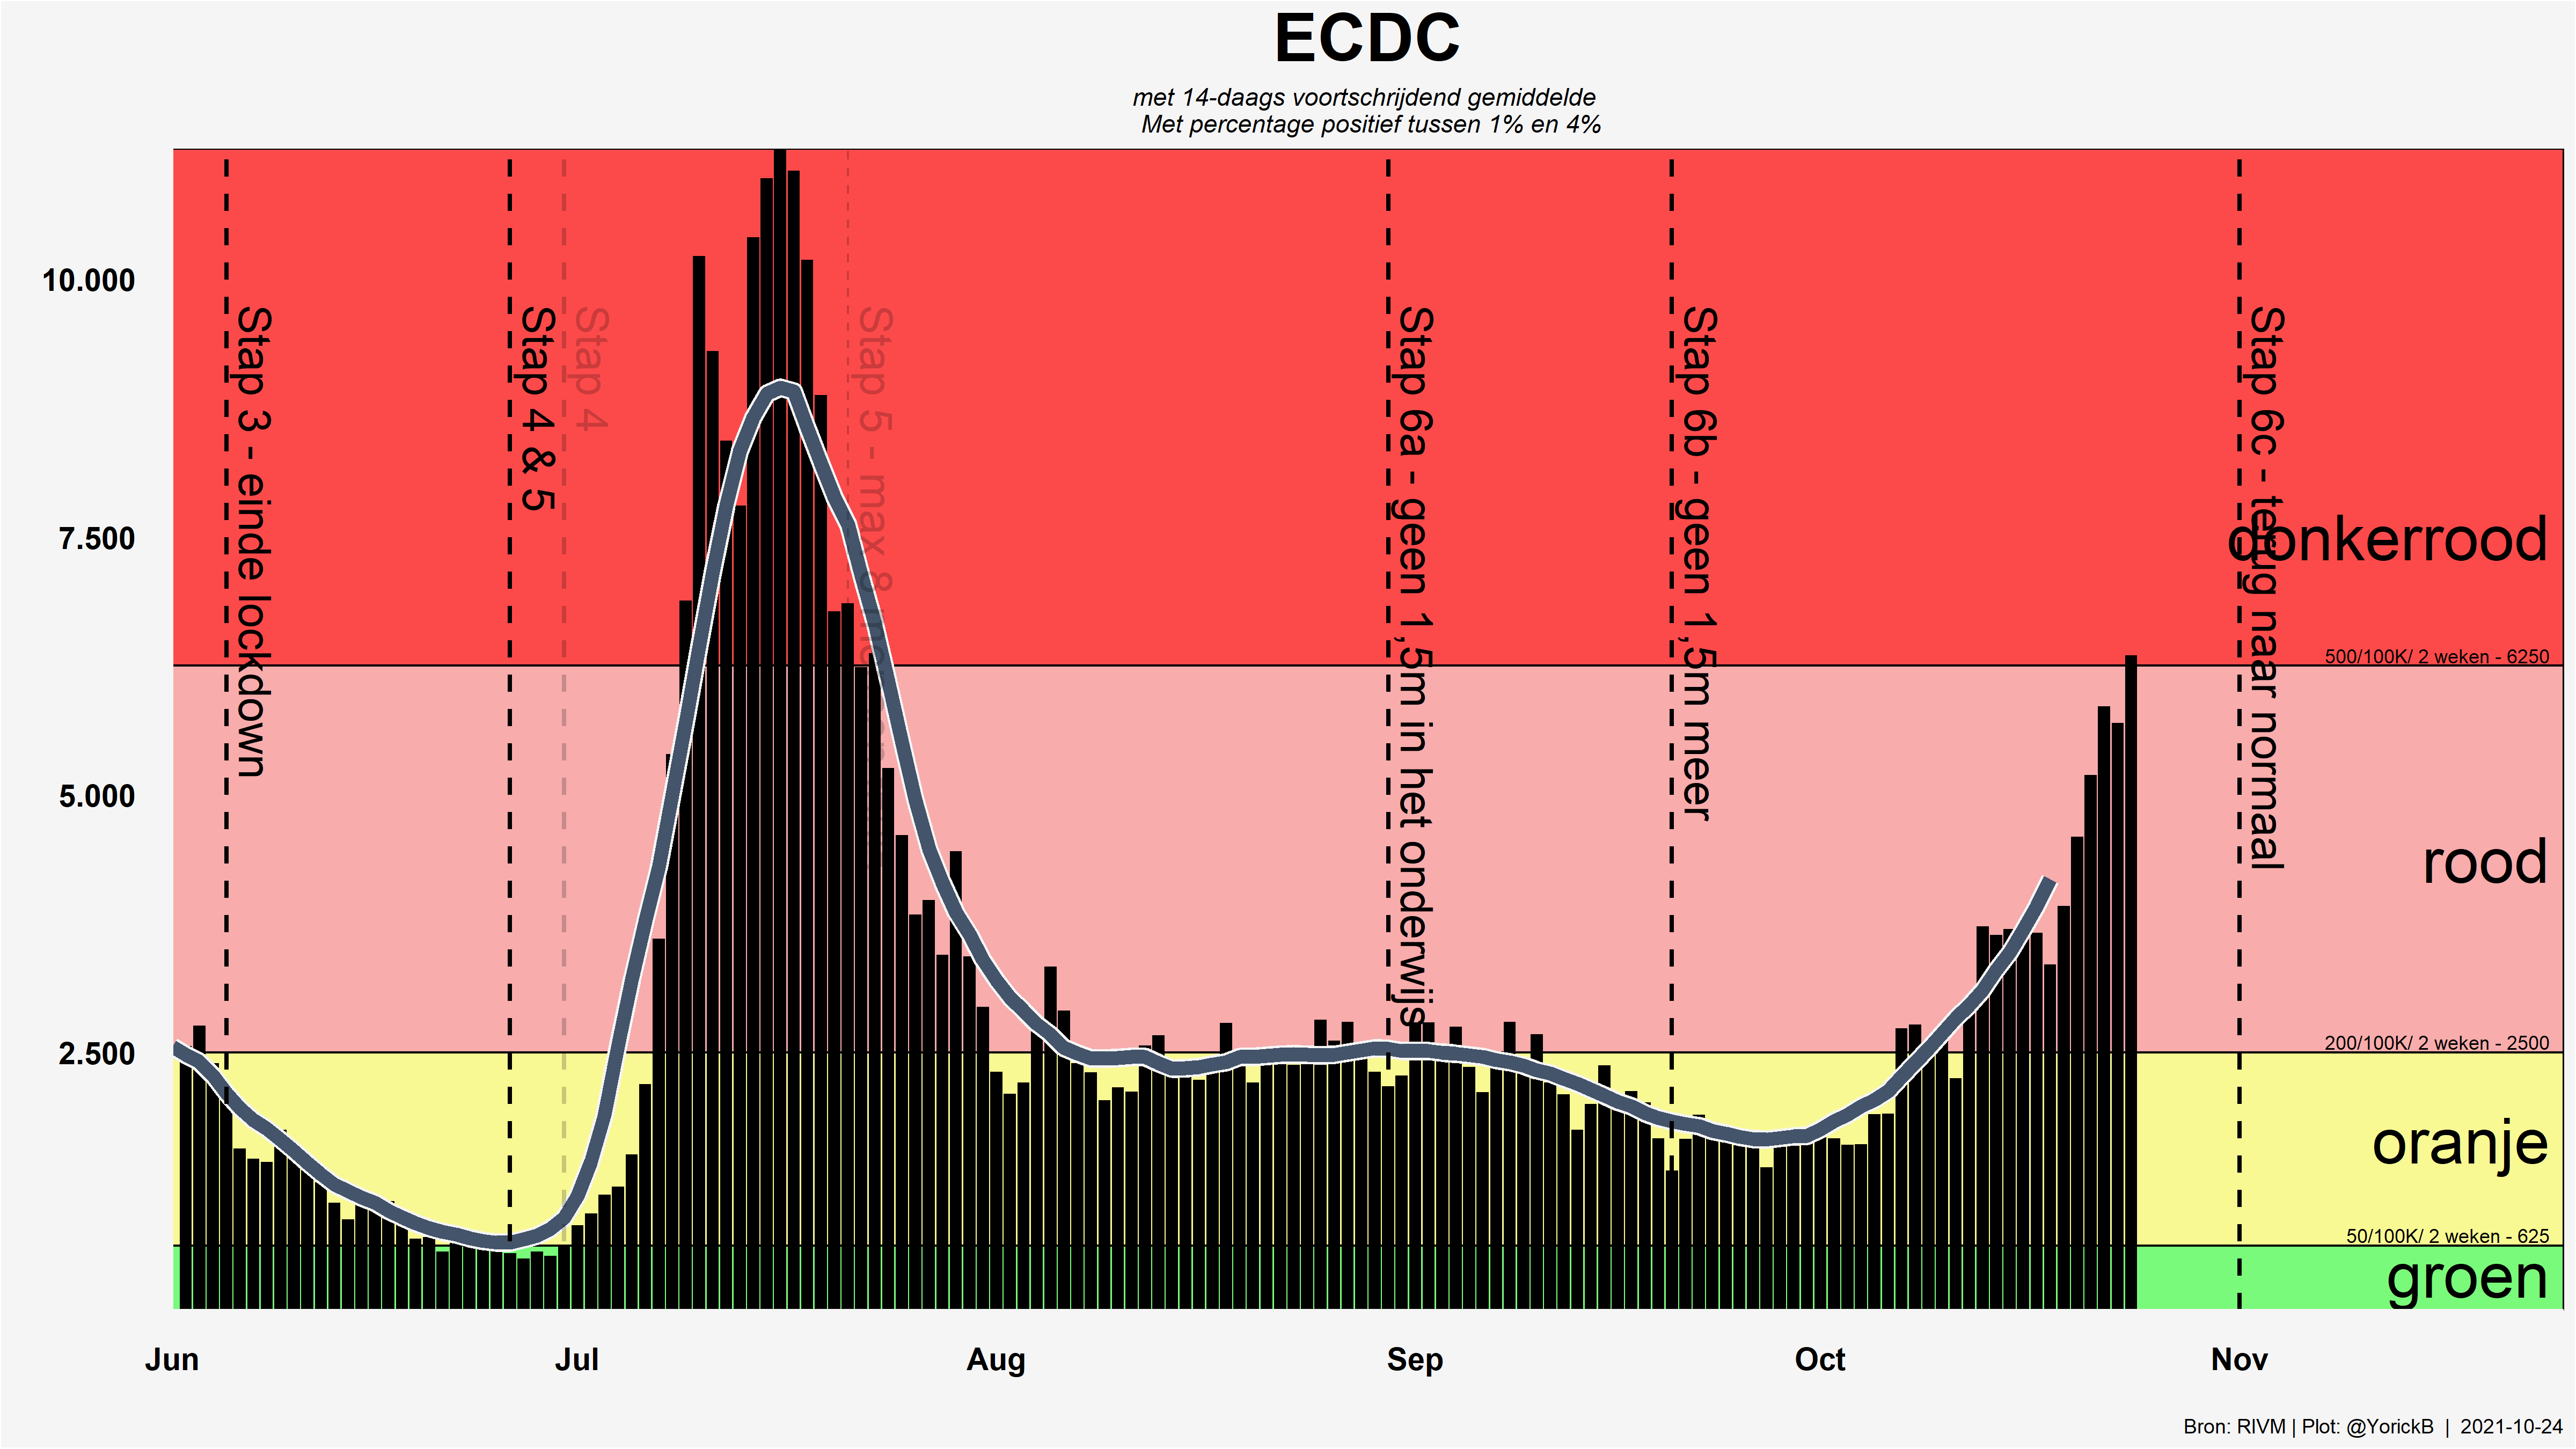 ECDC
met 14-daags voortschrijdend gemiddelde
Met percentage positief tussen 1% en 4%
10.000
7.500
5.000
2.500
Stap 3 - einde lockdown
Stap 4 & 5
Stap 4
Stap 5 - max 8
Stap 6a - geen 1,5m in het onderwijs
Stap 6b - geen 1,5m meer
Stap 6c - terug naar normaal
donkerrood
500/100K/ 2 weken - 6250
rood
200/100K/ 2 weken - 2500
oranje
50/100K/ 2 weken - 625
groen
Jun
Jul
Aug
Sep
Oct
Nov
Bron: RIVM | Plot: @YorickB | 2021-10-24